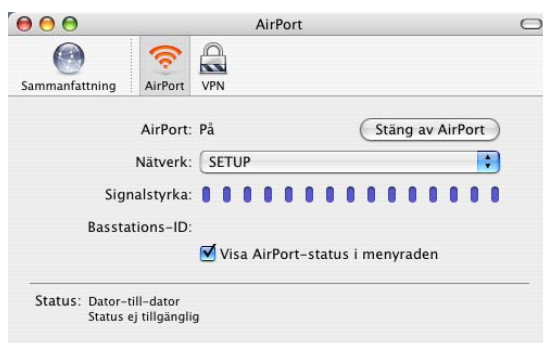 AirPort
Sammanfattning AirPort VPN
AirPort: På Stäng av AirPort
Nätverk: SETUP
Signalstyrka:
Basstations-ID:
Visa AirPort-status i menyraden
Status: Dator-till-dator
Status ej tillgänglig